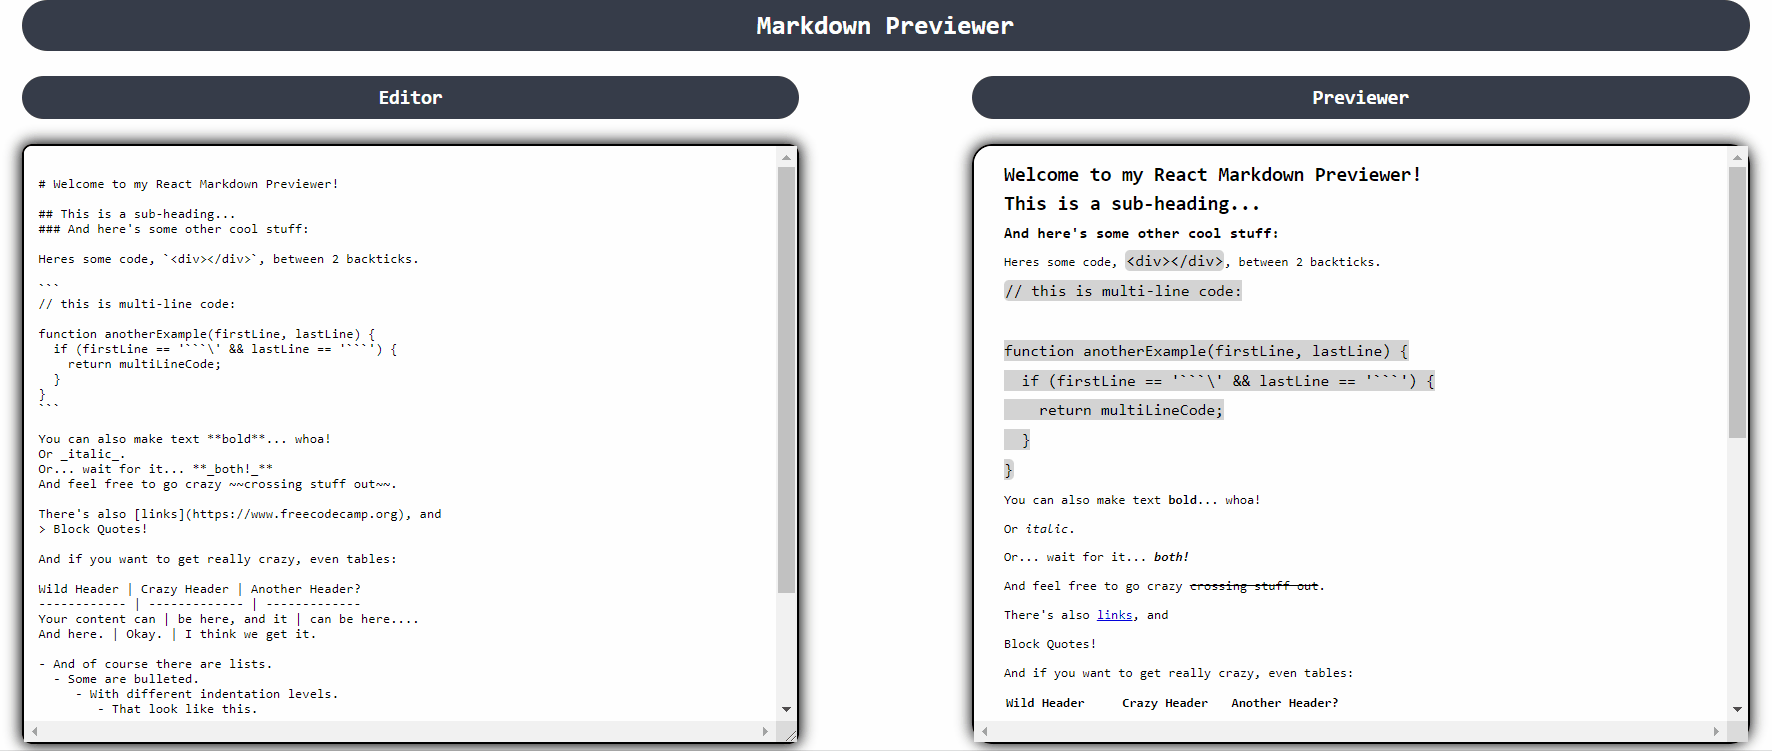 Markdown Previewer
Editor
# Welcome to my React Markdown Previewer!
## This is a sub-heading...
### And here's some other cool stuff:
Heres some code, `<div></div>`, between 2 backticks.
```
// this is multi-line code:
function anotherExample(firstLine, lastLine) {
  if (firstLine == '```\' && lastLine == '```') {
    return multiLineCode;
  }
}
```
You can also make text **bold**... whoa!
Or _italic_.
Or... wait for it... **_both!_**
And feel free to go crazy ~~crossing stuff out~~.
There's also [links](https://www.freecodecamp.org), and
> Block Quotes!
And if you want to get really crazy, even tables:
Wild Header | Crazy Header | Another Header?
------------ | ------------- | -------------
Your content can | be here, and it | can be here....
And here. | Okay. | I think we get it.
- And of course there are lists.
  - Some are bulleted.
     - With different indentation levels.
        - That look like this.
Previewer
Welcome to my React Markdown Previewer!
This is a sub-heading...
And here's some other cool stuff:
Heres some code, <div></div>, between 2 backticks.
// this is multi-line code:
function anotherExample(firstLine, lastLine) {
  if (firstLine == '```\' && lastLine == '```') {
    return multiLineCode;
  }
}
You can also make text bold... whoa!
Or italic.
Or... wait for it... both!
And feel free to go crazy crossing stuff out.
There's also links, and
Block Quotes!
And if you want to get really crazy, even tables:
Wild Header Crazy Header Another Header?